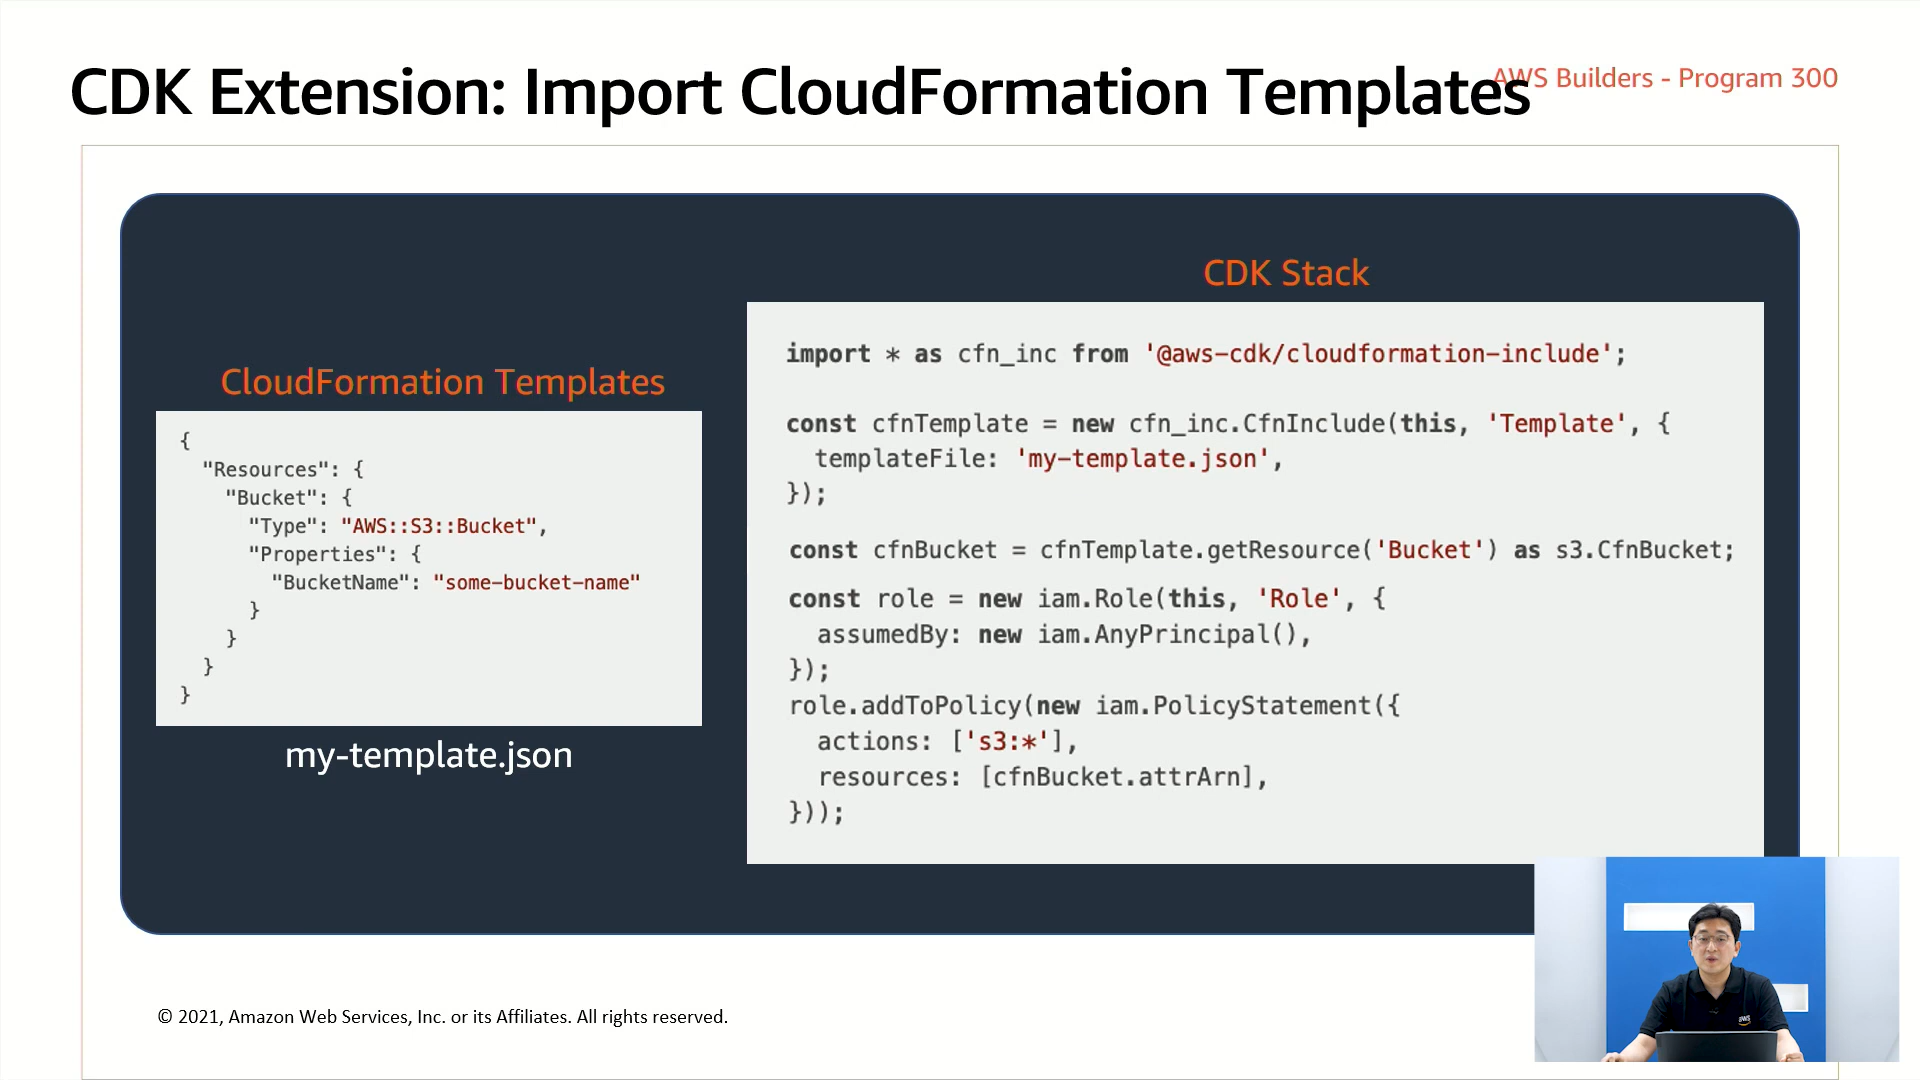 CDK Extension: Import CloudFormation Templates
AWS Builders - Program 300
CloudFormation Templates
{
  "Resources": {
    "Bucket": {
      "Type": "AWS::S3::Bucket",
      "Properties": {
        "BucketName": "some-bucket-name"
      }
    }
  }
}
my-template.json
CDK Stack
import * as cfn_inc from '@aws-cdk/cloudformation-include';
const cfnTemplate = new cfn_inc.CfnInclude(this, 'Template', {
  templateFile: 'my-template.json',
});
const cfnBucket = cfnTemplate.getResource('Bucket') as s3.CfnBucket;
const role = new iam.Role(this, 'Role', {
  assumedBy: new iam.AnyPrincipal(),
});
role.addToPolicy(new iam.PolicyStatement({
  actions: ['s3:*'],
  resources: [cfnBucket.attrArn],
}));
© 2021, Amazon Web Services, Inc. or its Affiliates. All rights reserved.
aws